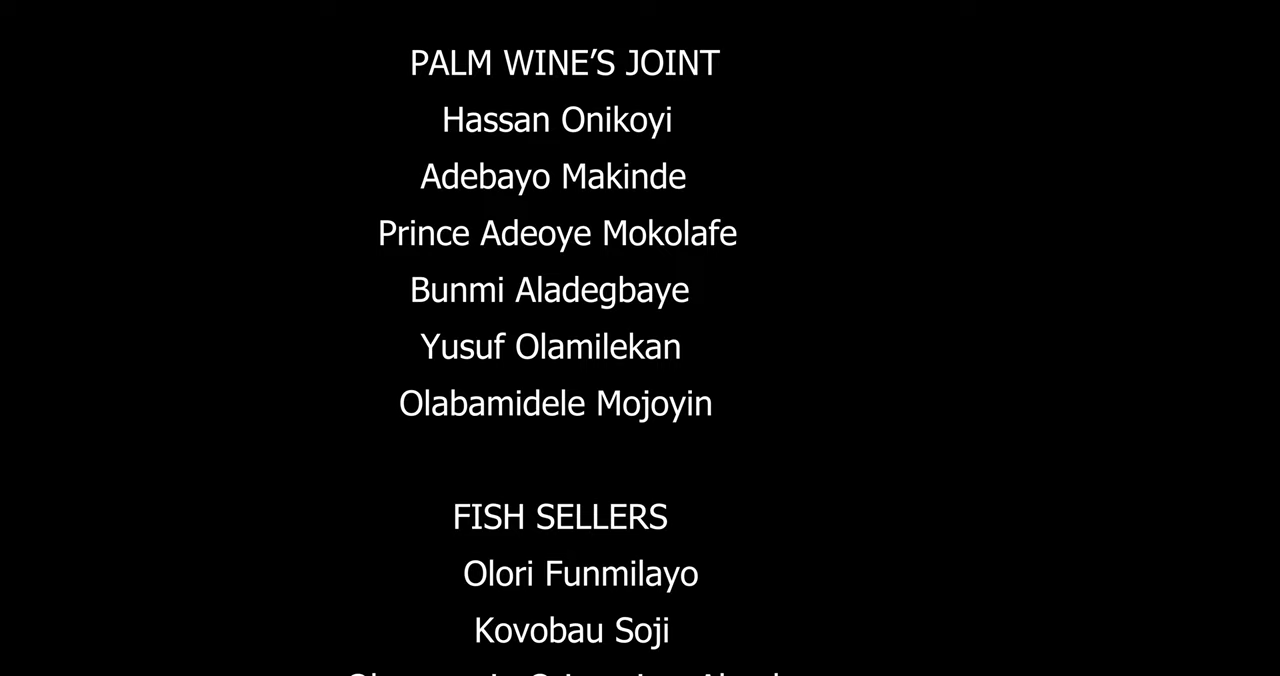 PALM WINE’S JOINT
Hassan Onikoyi
Adebayo Makinde
Prince Adeoye Mokolafe
Bunmi Aladegbaye
Yusuf Olamilekan
Olabamidele Mojoyin
FISH SELLERS
Olori Funmilayo
Kovobau Soji